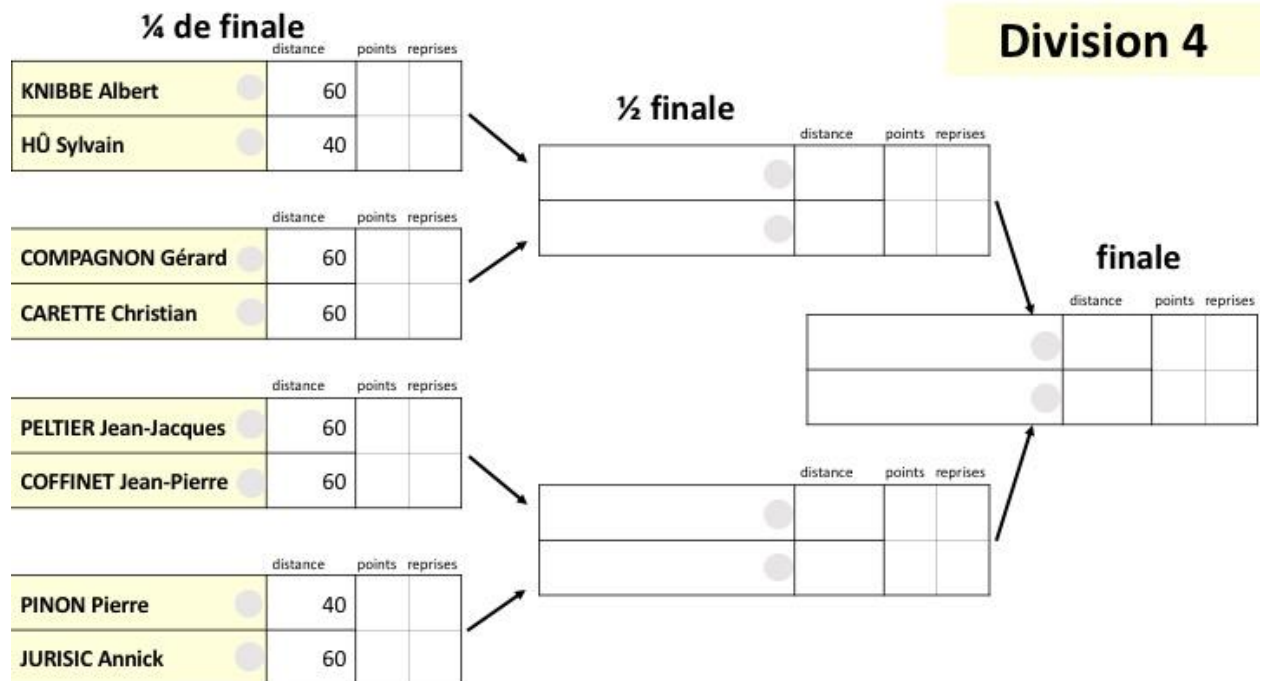 ¼ de finale
Division 4
distance points reprises
KNIBBE Albert 60
HÛ Sylvain 40
½ finale
distance points reprises
distance points reprises
COMPAGNON Gérard 60
CARETTE Christian 60
finale
distance points reprises
distance points reprises
PELTIER Jean-Jacques 60
COFFINET Jean-Pierre 60
distance points reprises
distance points reprises
PINON Pierre 40
JURISIC Annick 60